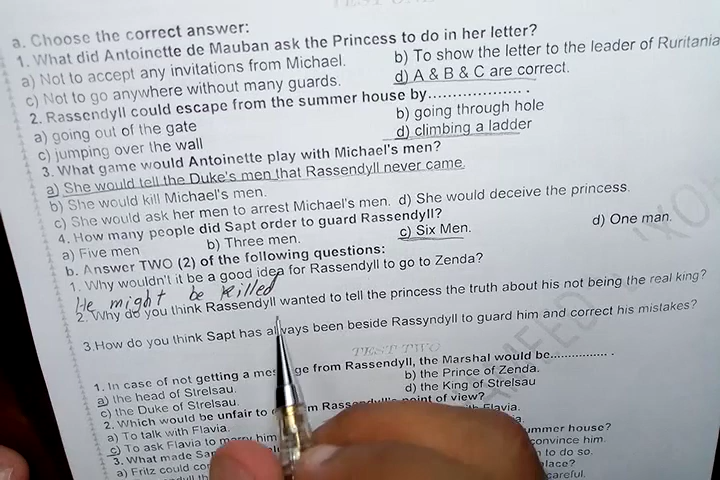 TEST ONE
a. Choose the correct answer:
1. What did Antoinette de Mauban ask the Princess to do in her letter?
a) Not to accept any invitations from Michael.
b) To show the letter to the leader of Ruritania
c) Not to go anywhere without many guards.
d) A & B & C are correct.
2. Rassendyll could escape from the summer house by.................... .
a) going out of the gate
b) going through hole
c) jumping over the wall
d) climbing a ladder
3. What game would Antoinette play with Michael's men?
a) She would tell the Duke's men that Rassendyll never came.
b) She would kill Michael's men.
c) She would ask her men to arrest Michael's men. d) She would deceive the princess.
4. How many people did Sapt order to guard Rassendyll?
a) Five men.
b) Three men.
c) Six Men.
d) One man.
b. Answer TWO (2) of the following questions:
1. Why wouldn't it be a good idea for Rassendyll to go to Zenda?
He might be killed
2. Why do you think Rassendyll wanted to tell the princess the truth about his not being the real king?
3.How do you think Sapt has always been beside Rassyndyll to guard him and correct his mistakes?
TEST TWO
1. In case of not getting a from Rassendyll, the Marshal would be................ .
a) the head of Strelsau.
b) the Prince of Zenda.
c) the Duke of Strelsau.
d) the King of Strelsau
2. Which would be unfair to point of view?
a) To talk with Flavia.
Flavia.
c) To ask Flavia to marry him
3. What made
house?
a) Fritz could
convince him.
to do so.
careful.